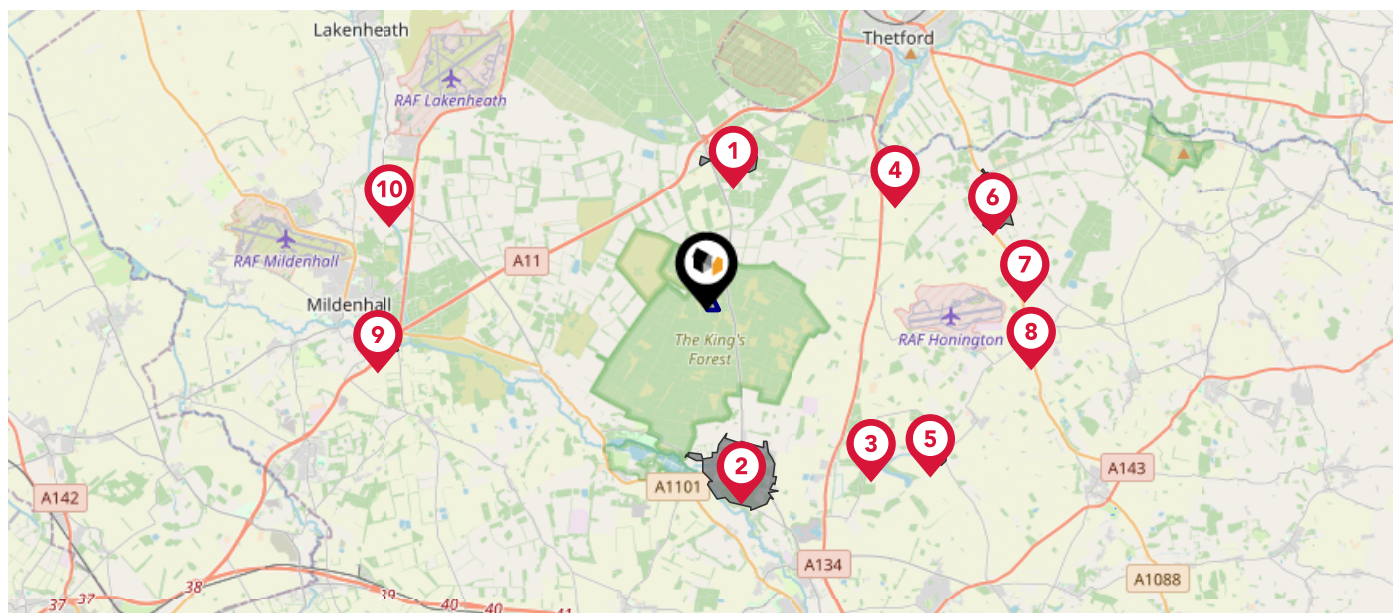 Lakenheath
Thetford
RAF Lakenheath
1
4
10
6
A11
RAF Mildenhall
7
Mildenhall
9
The King's
Forest
RAF Honington
8
3
5
2
A143
A142
A1101
A134
A1088
38
37
37
39
40
40
41